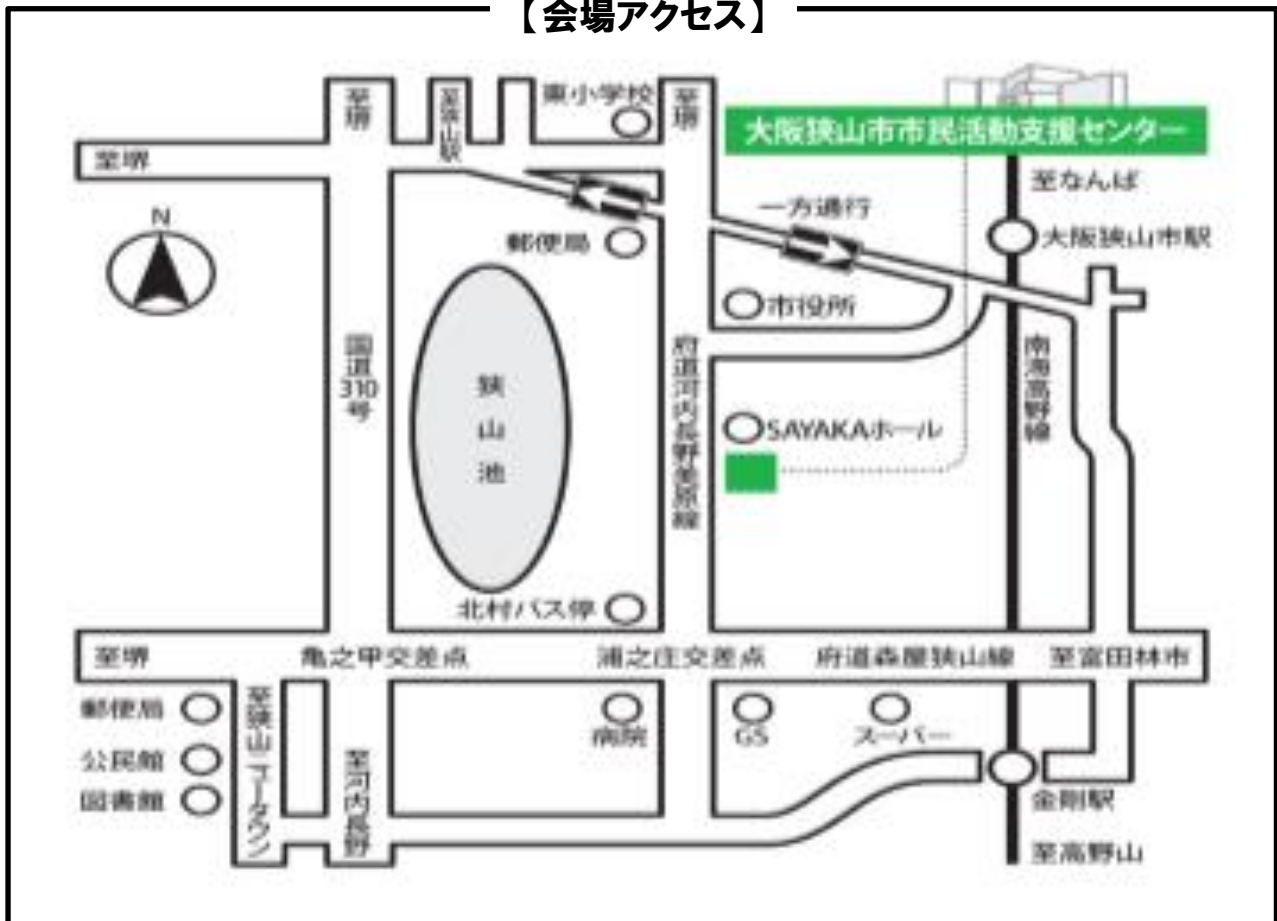 【会場アクセス】
至堺
至狭山駅
東小学校
至堺
大阪狭山市市民活動支援センター
至堺
至なんば
N
一方通行
大阪狭山市駅
郵便局
市役所
国道310号
狭山池
府道河内長野美原線
南海高野線
SAYAKAホール
北村バス停
至堺
亀之甲交差点
浦之庄交差点
府道森屋狭山線
至富田林市
郵便局
至狭山ニュータウン
病院
GS
スーパー
公民館
至河内長野
図書館
金剛駅
至高野山